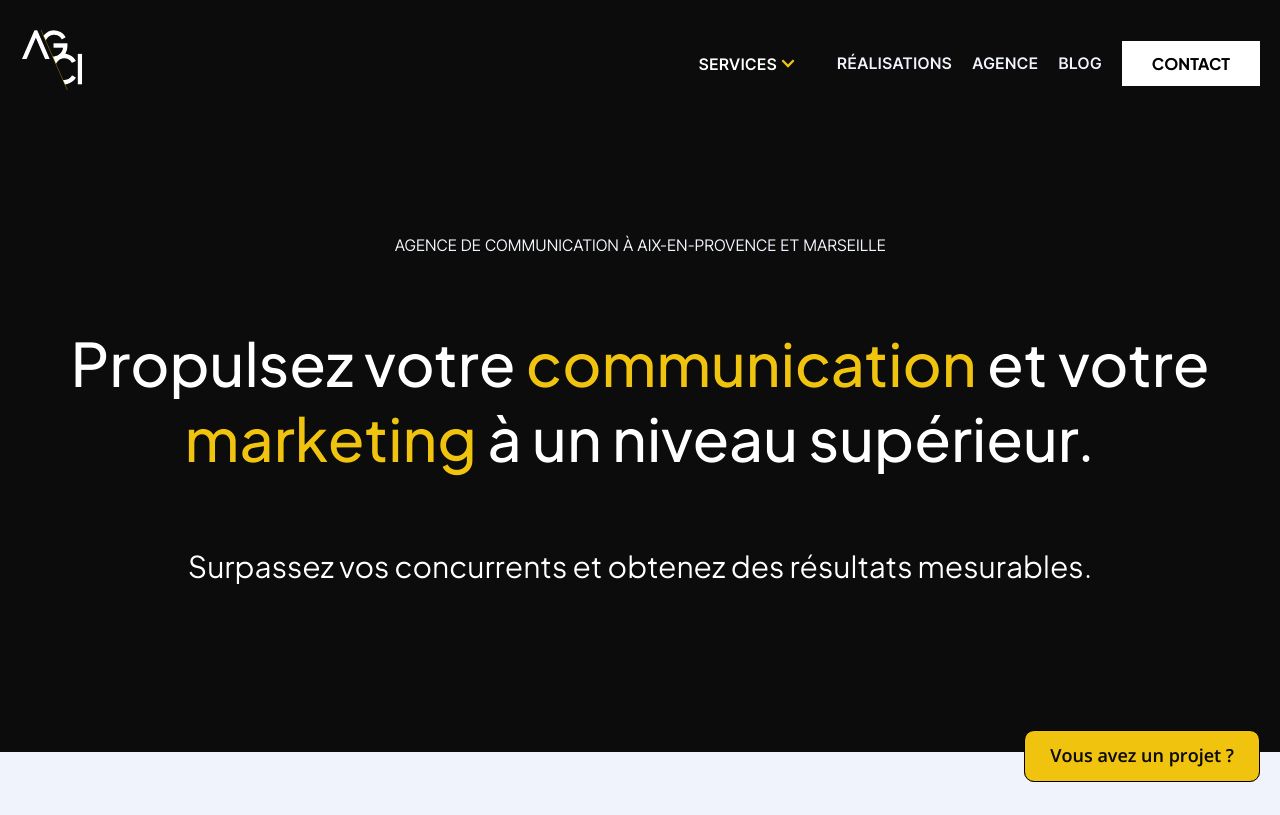 AGCI
SERVICES
RÉALISATIONS
AGENCE
BLOG
CONTACT
AGENCE DE COMMUNICATION À AIX-EN-PROVENCE ET MARSEILLE
Propulsez votre communication et votre
marketing à un niveau supérieur.
Surpassez vos concurrents et obtenez des résultats mesurables.
Vous avez un projet ?